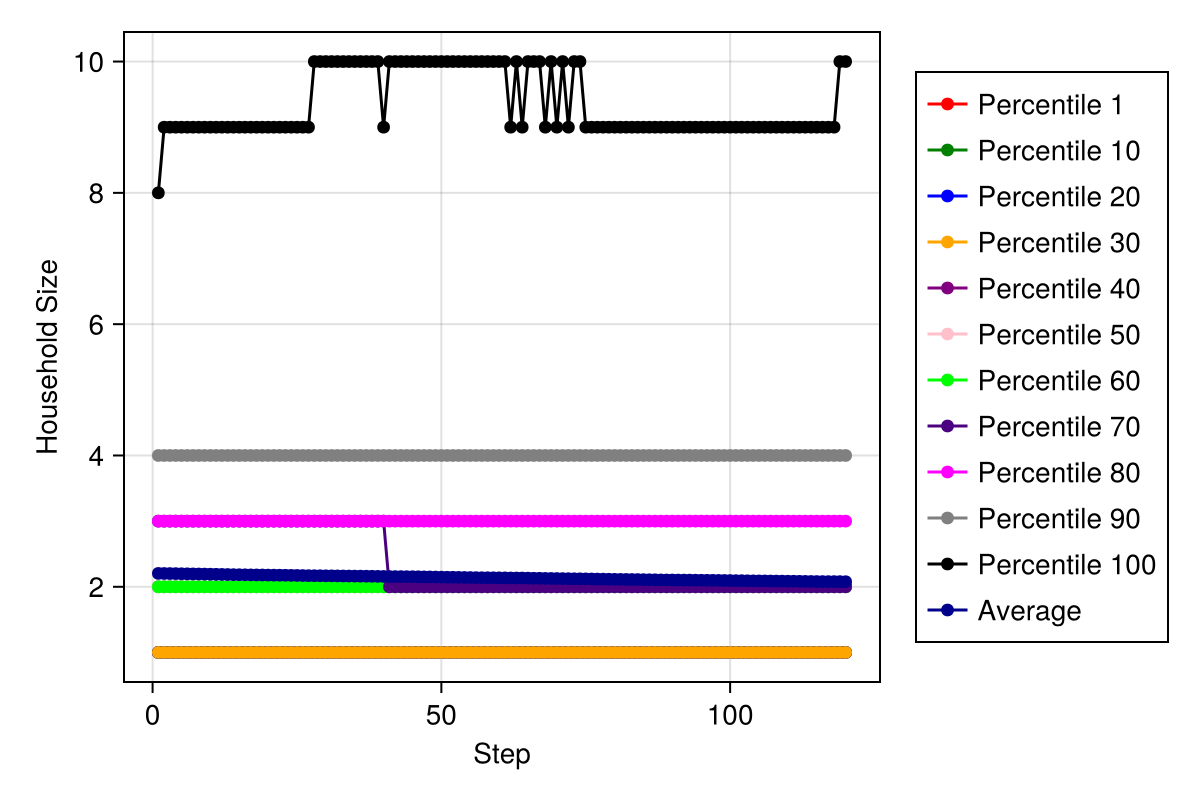 10
8
6
4
2
Household Size
0
50
100
Step
Percentile 1
Percentile 10
Percentile 20
Percentile 30
Percentile 40
Percentile 50
Percentile 60
Percentile 70
Percentile 80
Percentile 90
Percentile 100
Average